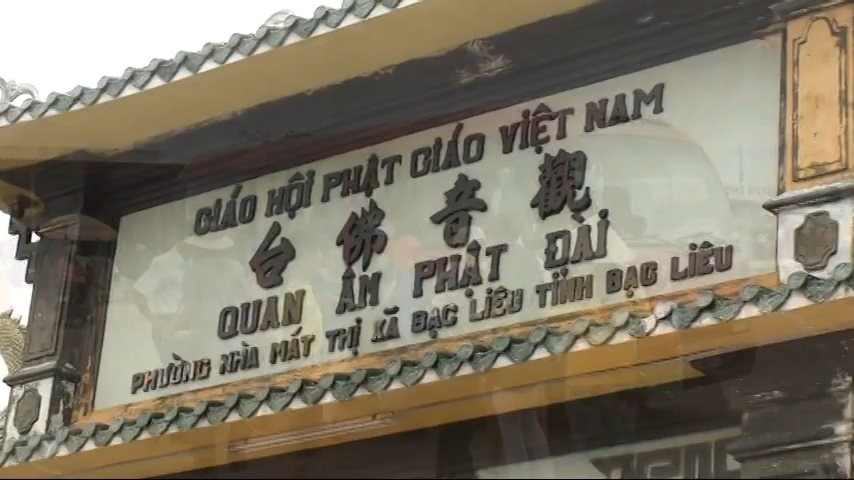 GIÁO HỘI PHẬT GIÁO VIỆT NAM
台佛音觀
QUAN ÂM PHẬT ĐÀI
PHƯỜNG NHÀ MÁT THỊ XÃ BẠC LIÊU TỈNH BẠC LIÊU